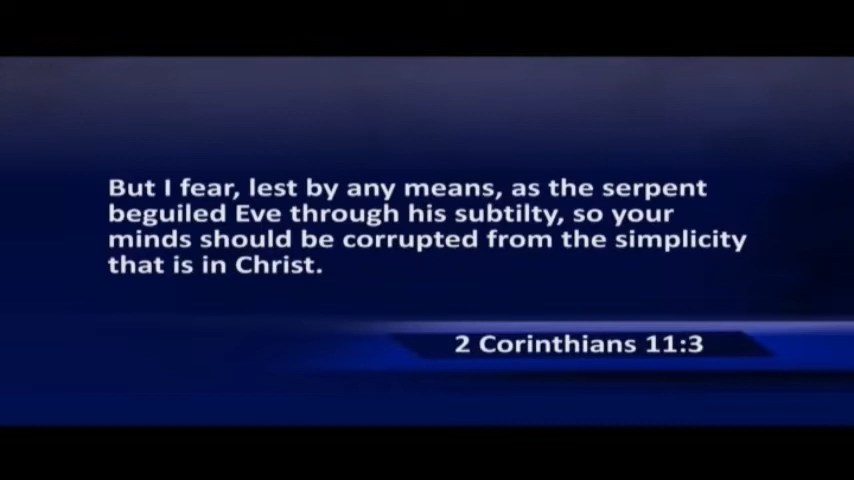 But I fear, lest by any means, as the serpent
beguiled Eve through his subtilty, so your
minds should be corrupted from the simplicity
that is in Christ.
2 Corinthians 11:3